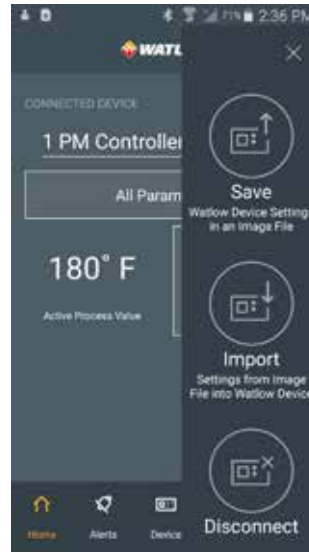 71% 2:36 PM
WATL
CONNECTED DEVICE
1 PM Controller
All Param
180° F
Active Process Value
Save
Watlow Device Setting
in an Image File
Import
Settings from Image
File into Watlow Device
Disconnect
Home
Alerts
Device